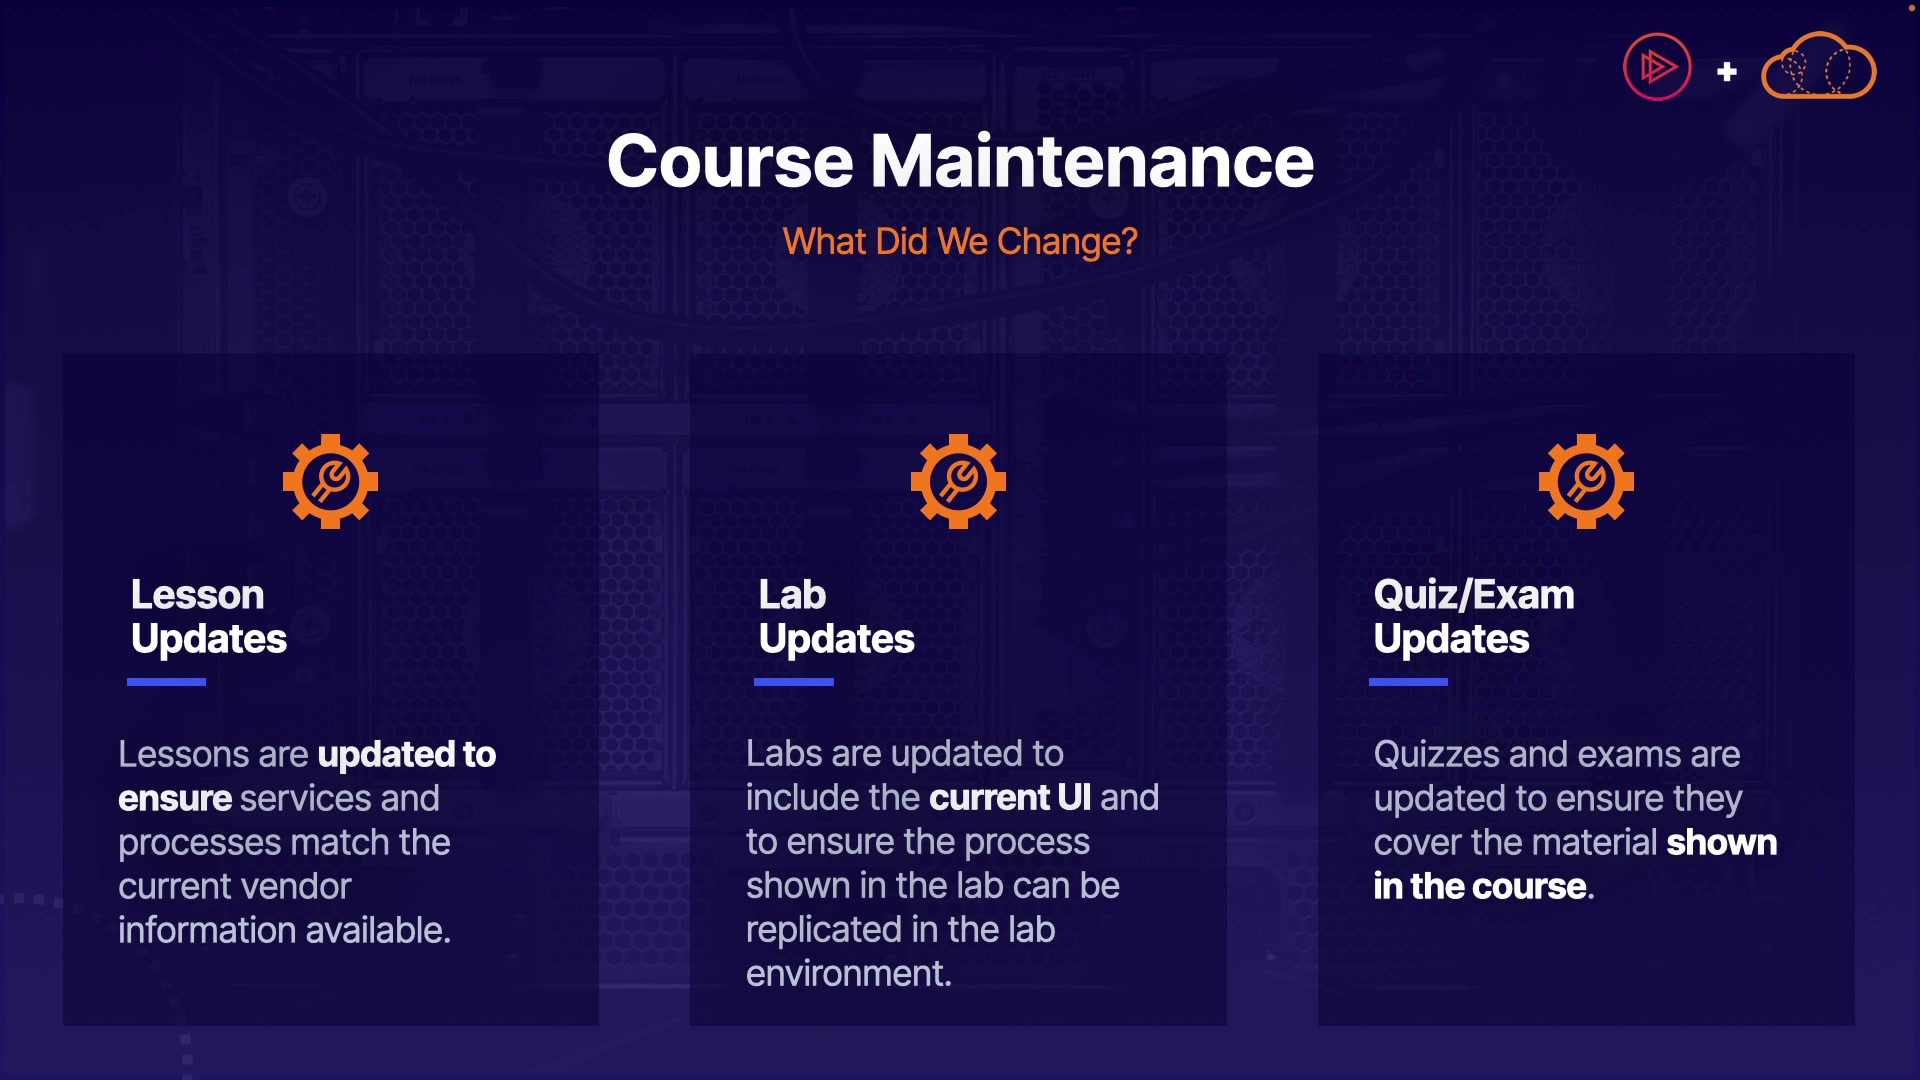 Course Maintenance
What Did We Change?
Lesson
Updates
Lessons are updated to
ensure services and
processes match the
current vendor
information available.
Lab
Updates
Labs are updated to
include the current UI and
to ensure the process
shown in the lab can be
replicated in the lab
environment.
Quiz/Exam
Updates
Quizzes and exams are
updated to ensure they
cover the material shown
in the course.